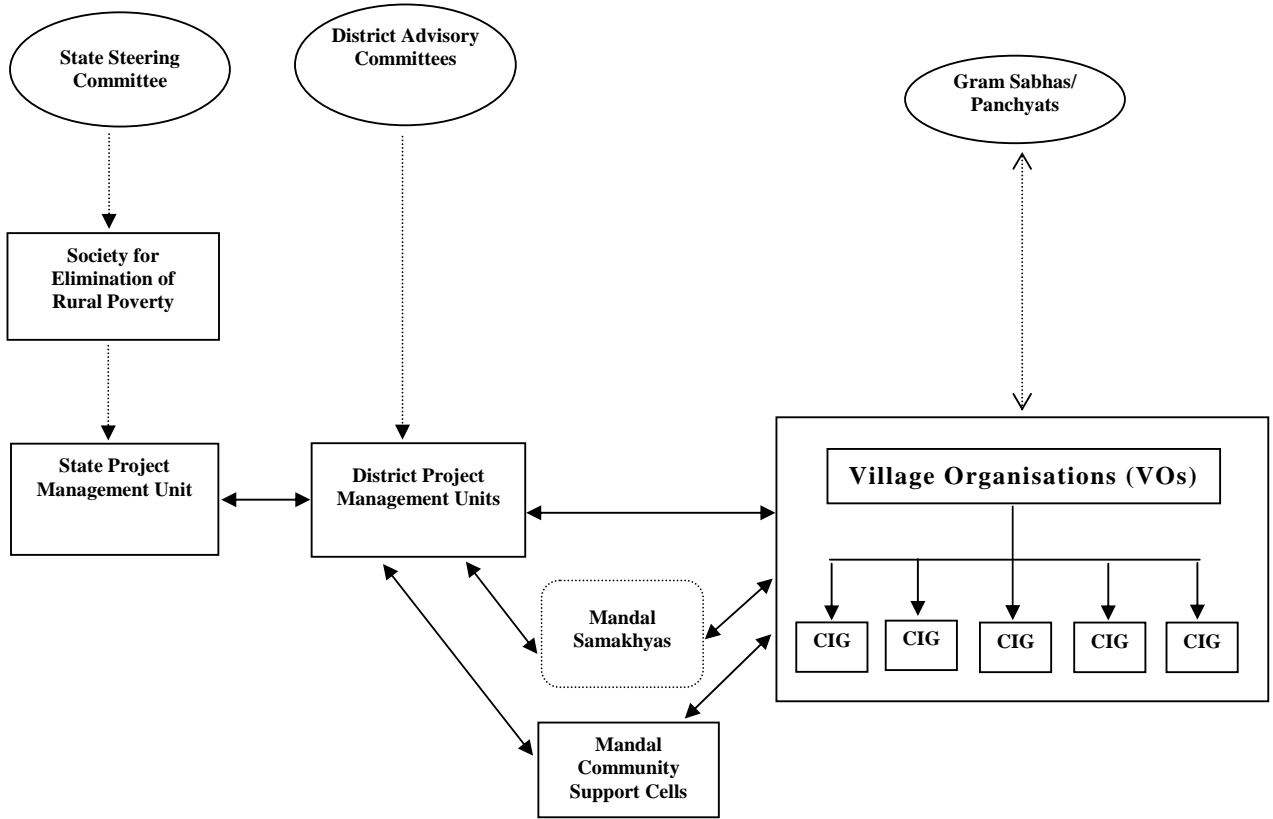 State Steering
Committee
District Advisory
Committees
Gram Sabhas/
Panchyats
Society for
Elimination of
Rural Poverty
State Project
Management Unit
District Project
Management Units
Village Organisations (VOs)
Mandal
Samakhyas
CIG
CIG
CIG
CIG
CIG
Mandal
Community
Support Cells